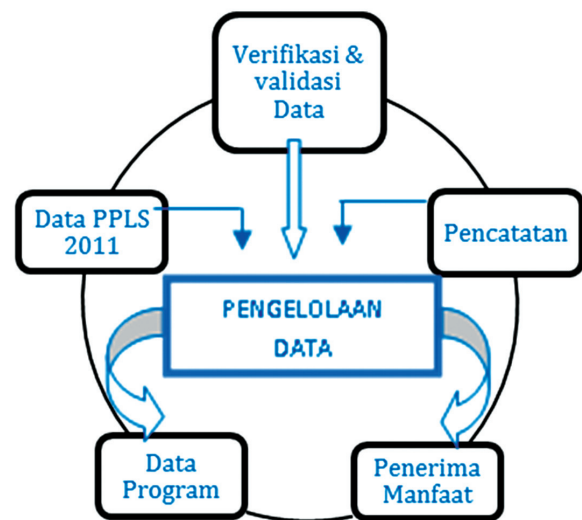 Verifikasi &
validasi
Data
Data PPLS
2011
Pencatatan
PENGELOLAAN
DATA
Data
Program
Penerima
Manfaat